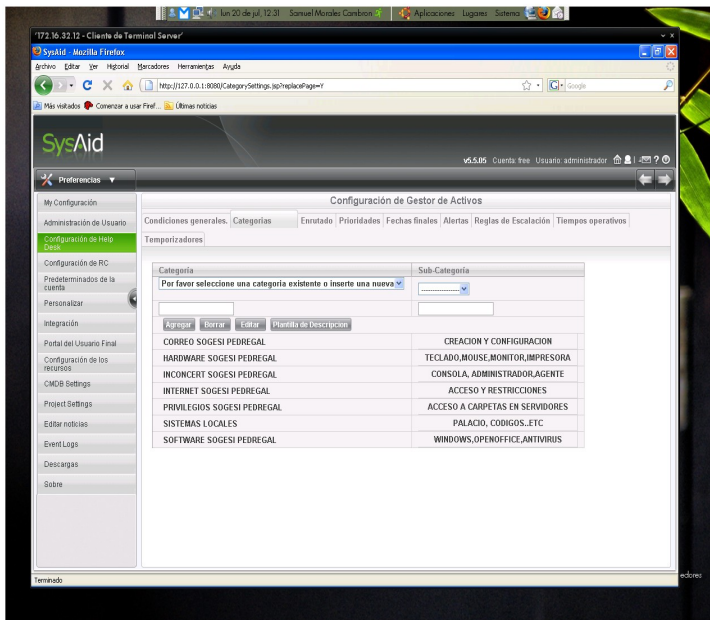 lun 20 de jul, 12:31 Samuel Morales Cambron Aplicaciones Lugares Sistema
'172.16.32.12 - Cliente de Terminal Server'
SysAid - Mozilla Firefox
Archivo Editar Ver Historial Marcadores Herramientas Ayuda
http://127.0.0.1:8080/CategorySettings.jsp?replacePage=Y
G Google
Más visitados Comenzar a usar Firef... Últimas noticias
SysAid
v5.5.05 Cuenta: free Usuario: administrador
Preferencias
My Configuración
Administración de Usuario
Configuración de Help Desk
Configuración de RC
Predeterminados de la cuenta
Personalizar
Integración
Portal del Usuario Final
Configuración de los recursos
CMDB Settings
Project Settings
Editar noticias
Event Logs
Descargas
Sobre
Configuración de Gestor de Activos
Condiciones generales. Categorias Enrutado Prioridades Fechas finales Alertas Reglas de Escalación Tiempos operativos
Temporizadores
Categoría Sub-Categoría
Por favor seleccione una categoria existente o inserte una nueva
Agregar Borrar Editar Plantilla de Descripcion
CORREO SOGESI PEDREGAL CREACION Y CONFIGURACION
HARDWARE SOGESI PEDREGAL TECLADO,MOUSE,MONITOR,IMPRESORA
INCONCERT SOGESI PEDREGAL CONSOLA, ADMINISTRADOR,AGENTE
INTERNET SOGESI PEDREGAL ACCESO Y RESTRICCIONES
PRIVILEGIOS SOGESI PEDREGAL ACCESO A CARPETAS EN SERVIDORES
SISTEMAS LOCALES PALACIO, CODIGOS..ETC
SOFTWARE SOGESI PEDREGAL WINDOWS,OPENOFFICE,ANTIVIRUS
edores
Terminado